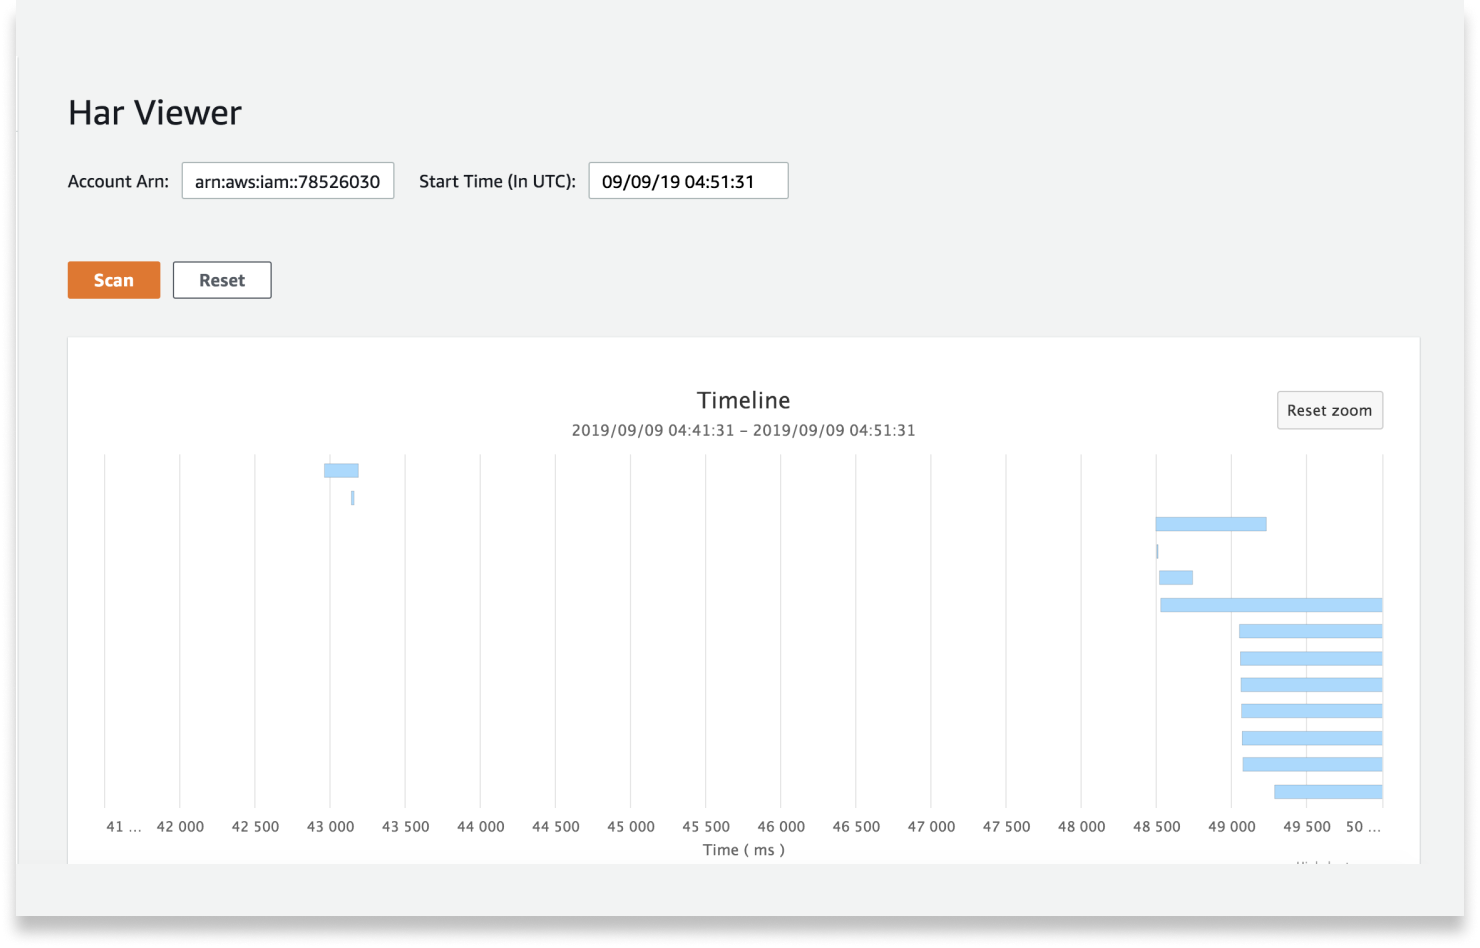 Har Viewer
Account Arn: arn:aws:iam::78526030 Start Time (In UTC): 09/09/19 04:51:31
Scan Reset
Timeline
Reset zoom
2019/09/09 04:41:31 – 2019/09/09 04:51:31
41 ... 42 000 42 500 43 000 43 500 44 000 44 500 45 000 45 500 46 000 46 500 47 000 47 500 48 000 48 500 49 000 49 500 50 ...
Time ( ms )